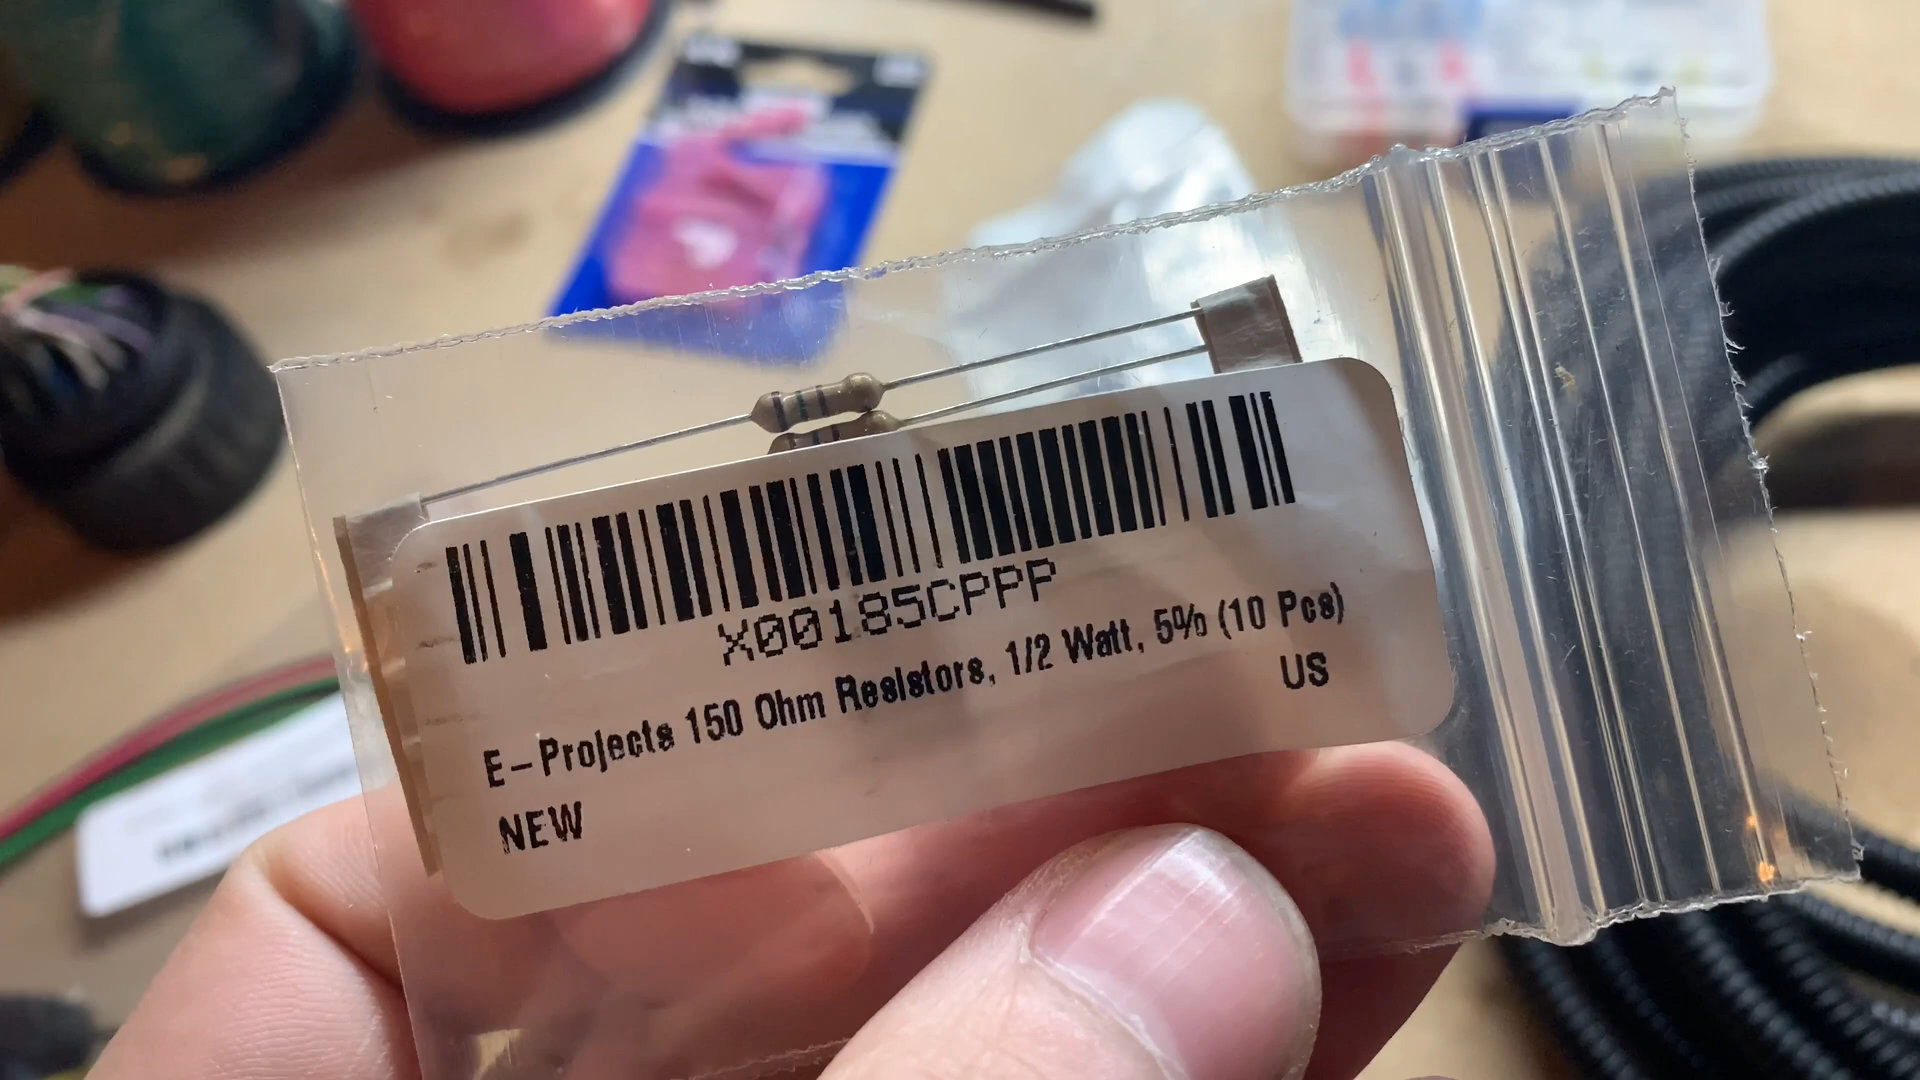 X00185CPPP
E-Projects 150 Ohm Resistors, 1/2 Watt, 5% (10 Pcs)
US
NEW